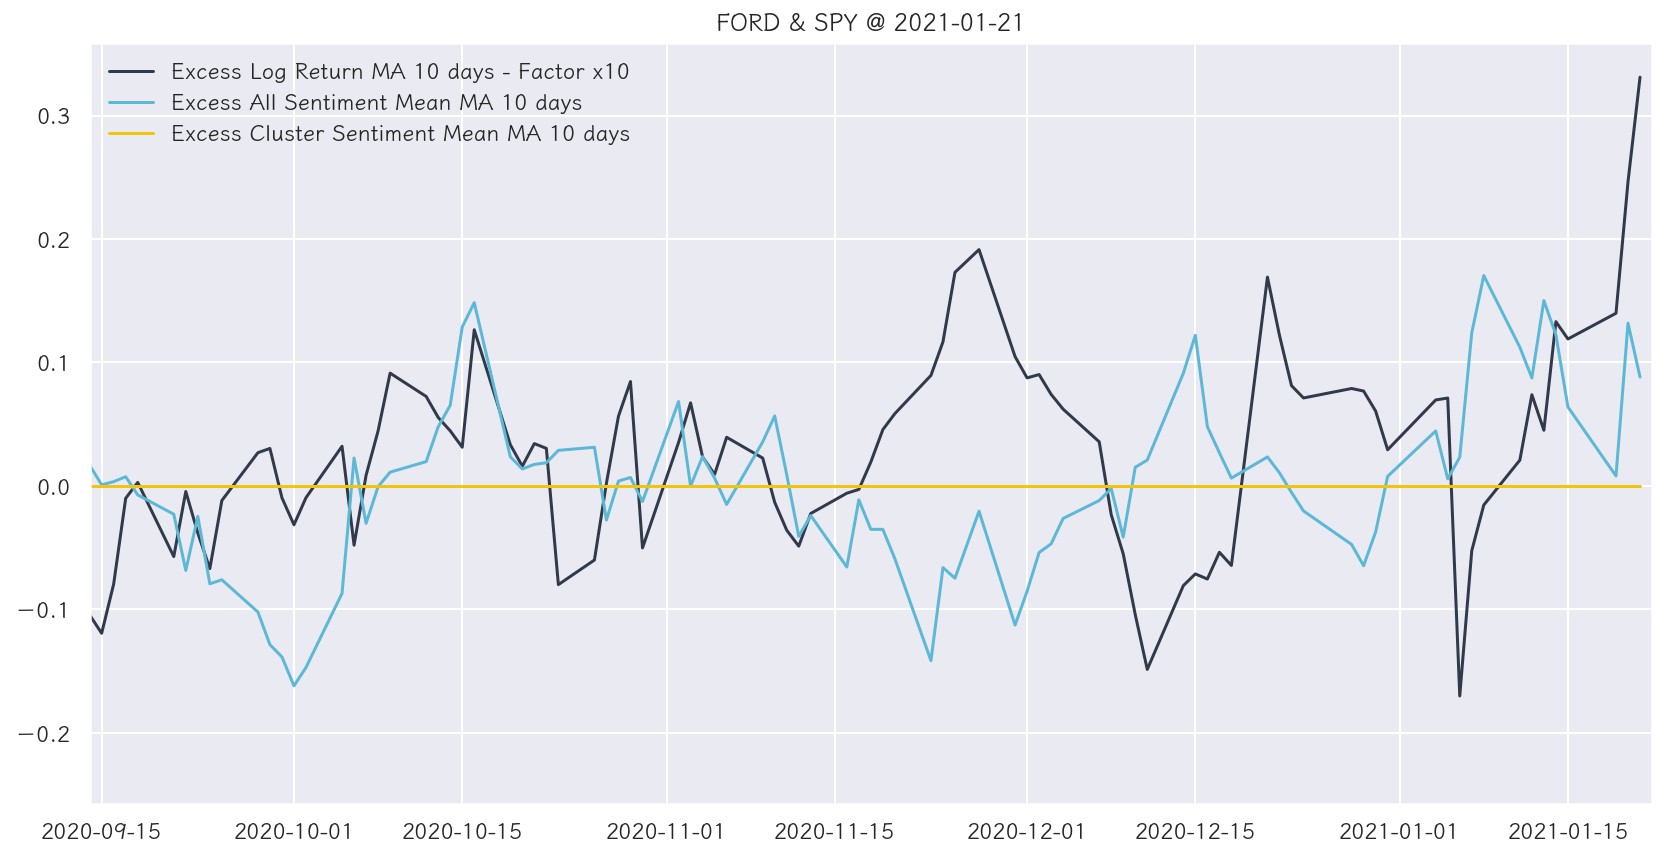 FORD & SPY @ 2021-01-21
Excess Log Return MA 10 days - Factor x10
Excess All Sentiment Mean MA 10 days
Excess Cluster Sentiment Mean MA 10 days
0.3
0.2
0.1
0.0
−0.1
−0.2
2020-09-15 2020-10-01 2020-10-15 2020-11-01 2020-11-15 2020-12-01 2020-12-15 2021-01-01 2021-01-15